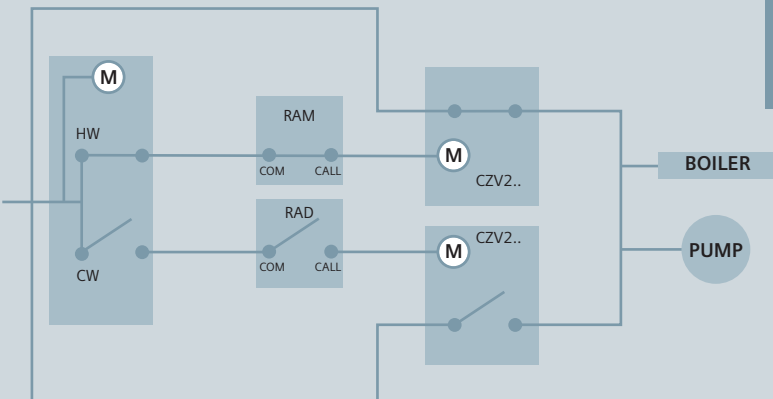 M
HW
CW
RAM
COM CALL
RAD
COM CALL
M
CZV2..
CZV2..
M
BOILER
PUMP